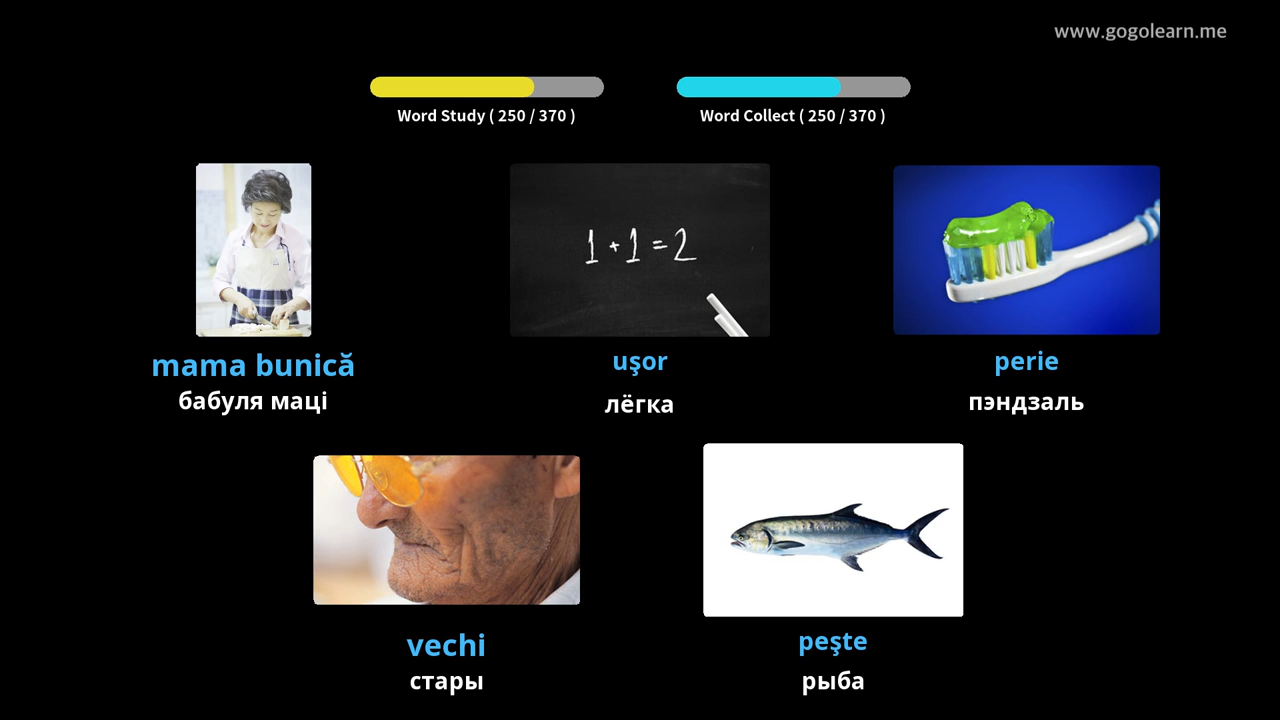 www.gogolearn.me
Word Study ( 250 / 370 )
Word Collect ( 250 / 370 )
1 + 1 = 2
mama bunică
бабуля маці
uşor
лёгка
perie
пэндзаль
vechi
стары
peşte
рыба